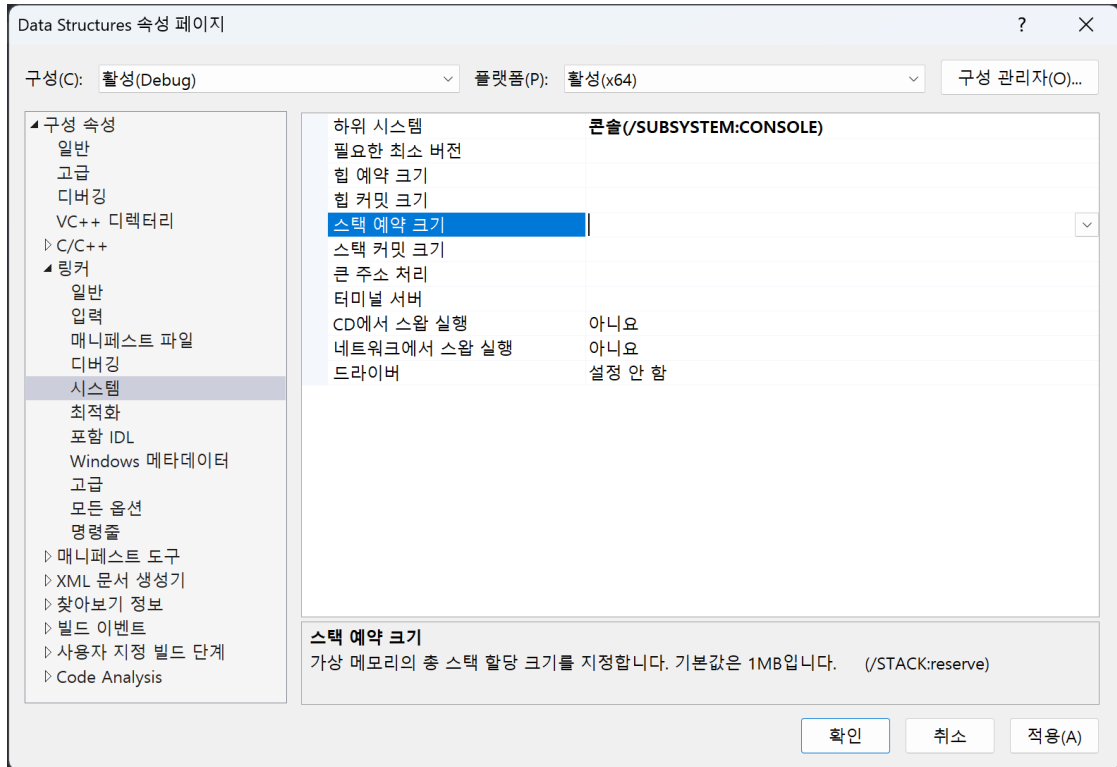 Data Structures 속성 페이지
구성(C): 활성(Debug) 플랫폼(P): 활성(x64) 구성 관리자(O)...
구성 속성
일반
고급
디버깅
VC++ 디렉터리
C/C++
링커
일반
입력
매니페스트 파일
디버깅
시스템
최적화
포함 IDL
Windows 메타데이터
고급
모든 옵션
명령줄
매니페스트 도구
XML 문서 생성기
찾아보기 정보
빌드 이벤트
사용자 지정 빌드 단계
Code Analysis
하위 시스템 콘솔(/SUBSYSTEM:CONSOLE)
필요한 최소 버전
힙 예약 크기
힙 커밋 크기
스택 예약 크기
스택 커밋 크기
큰 주소 처리
터미널 서버
CD에서 스왑 실행 아니요
네트워크에서 스왑 실행 아니요
드라이버 설정 안 함
스택 예약 크기
가상 메모리의 총 스택 할당 크기를 지정합니다. 기본값은 1MB입니다. (/STACK:reserve)
확인 취소 적용(A)